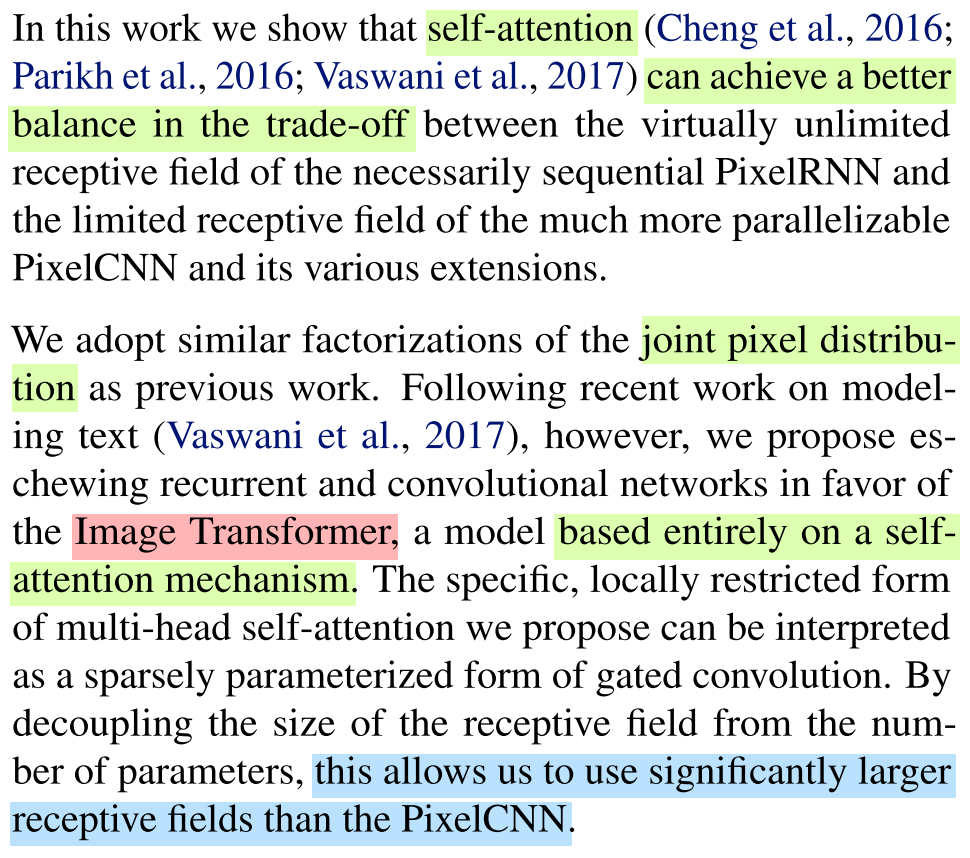 In this work we show that self-attention (Cheng et al., 2016;
Parikh et al., 2016; Vaswani et al., 2017) can achieve a better
balance in the trade-off between the virtually unlimited
receptive field of the necessarily sequential PixelRNN and
the limited receptive field of the much more parallelizable
PixelCNN and its various extensions.
We adopt similar factorizations of the joint pixel distribu-
tion as previous work. Following recent work on model-
ing text (Vaswani et al., 2017), however, we propose es-
chewing recurrent and convolutional networks in favor of
the Image Transformer, a model based entirely on a self-
attention mechanism. The specific, locally restricted form
of multi-head self-attention we propose can be interpreted
as a sparsely parameterized form of gated convolution. By
decoupling the size of the receptive field from the num-
ber of parameters, this allows us to use significantly larger
receptive fields than the PixelCNN.